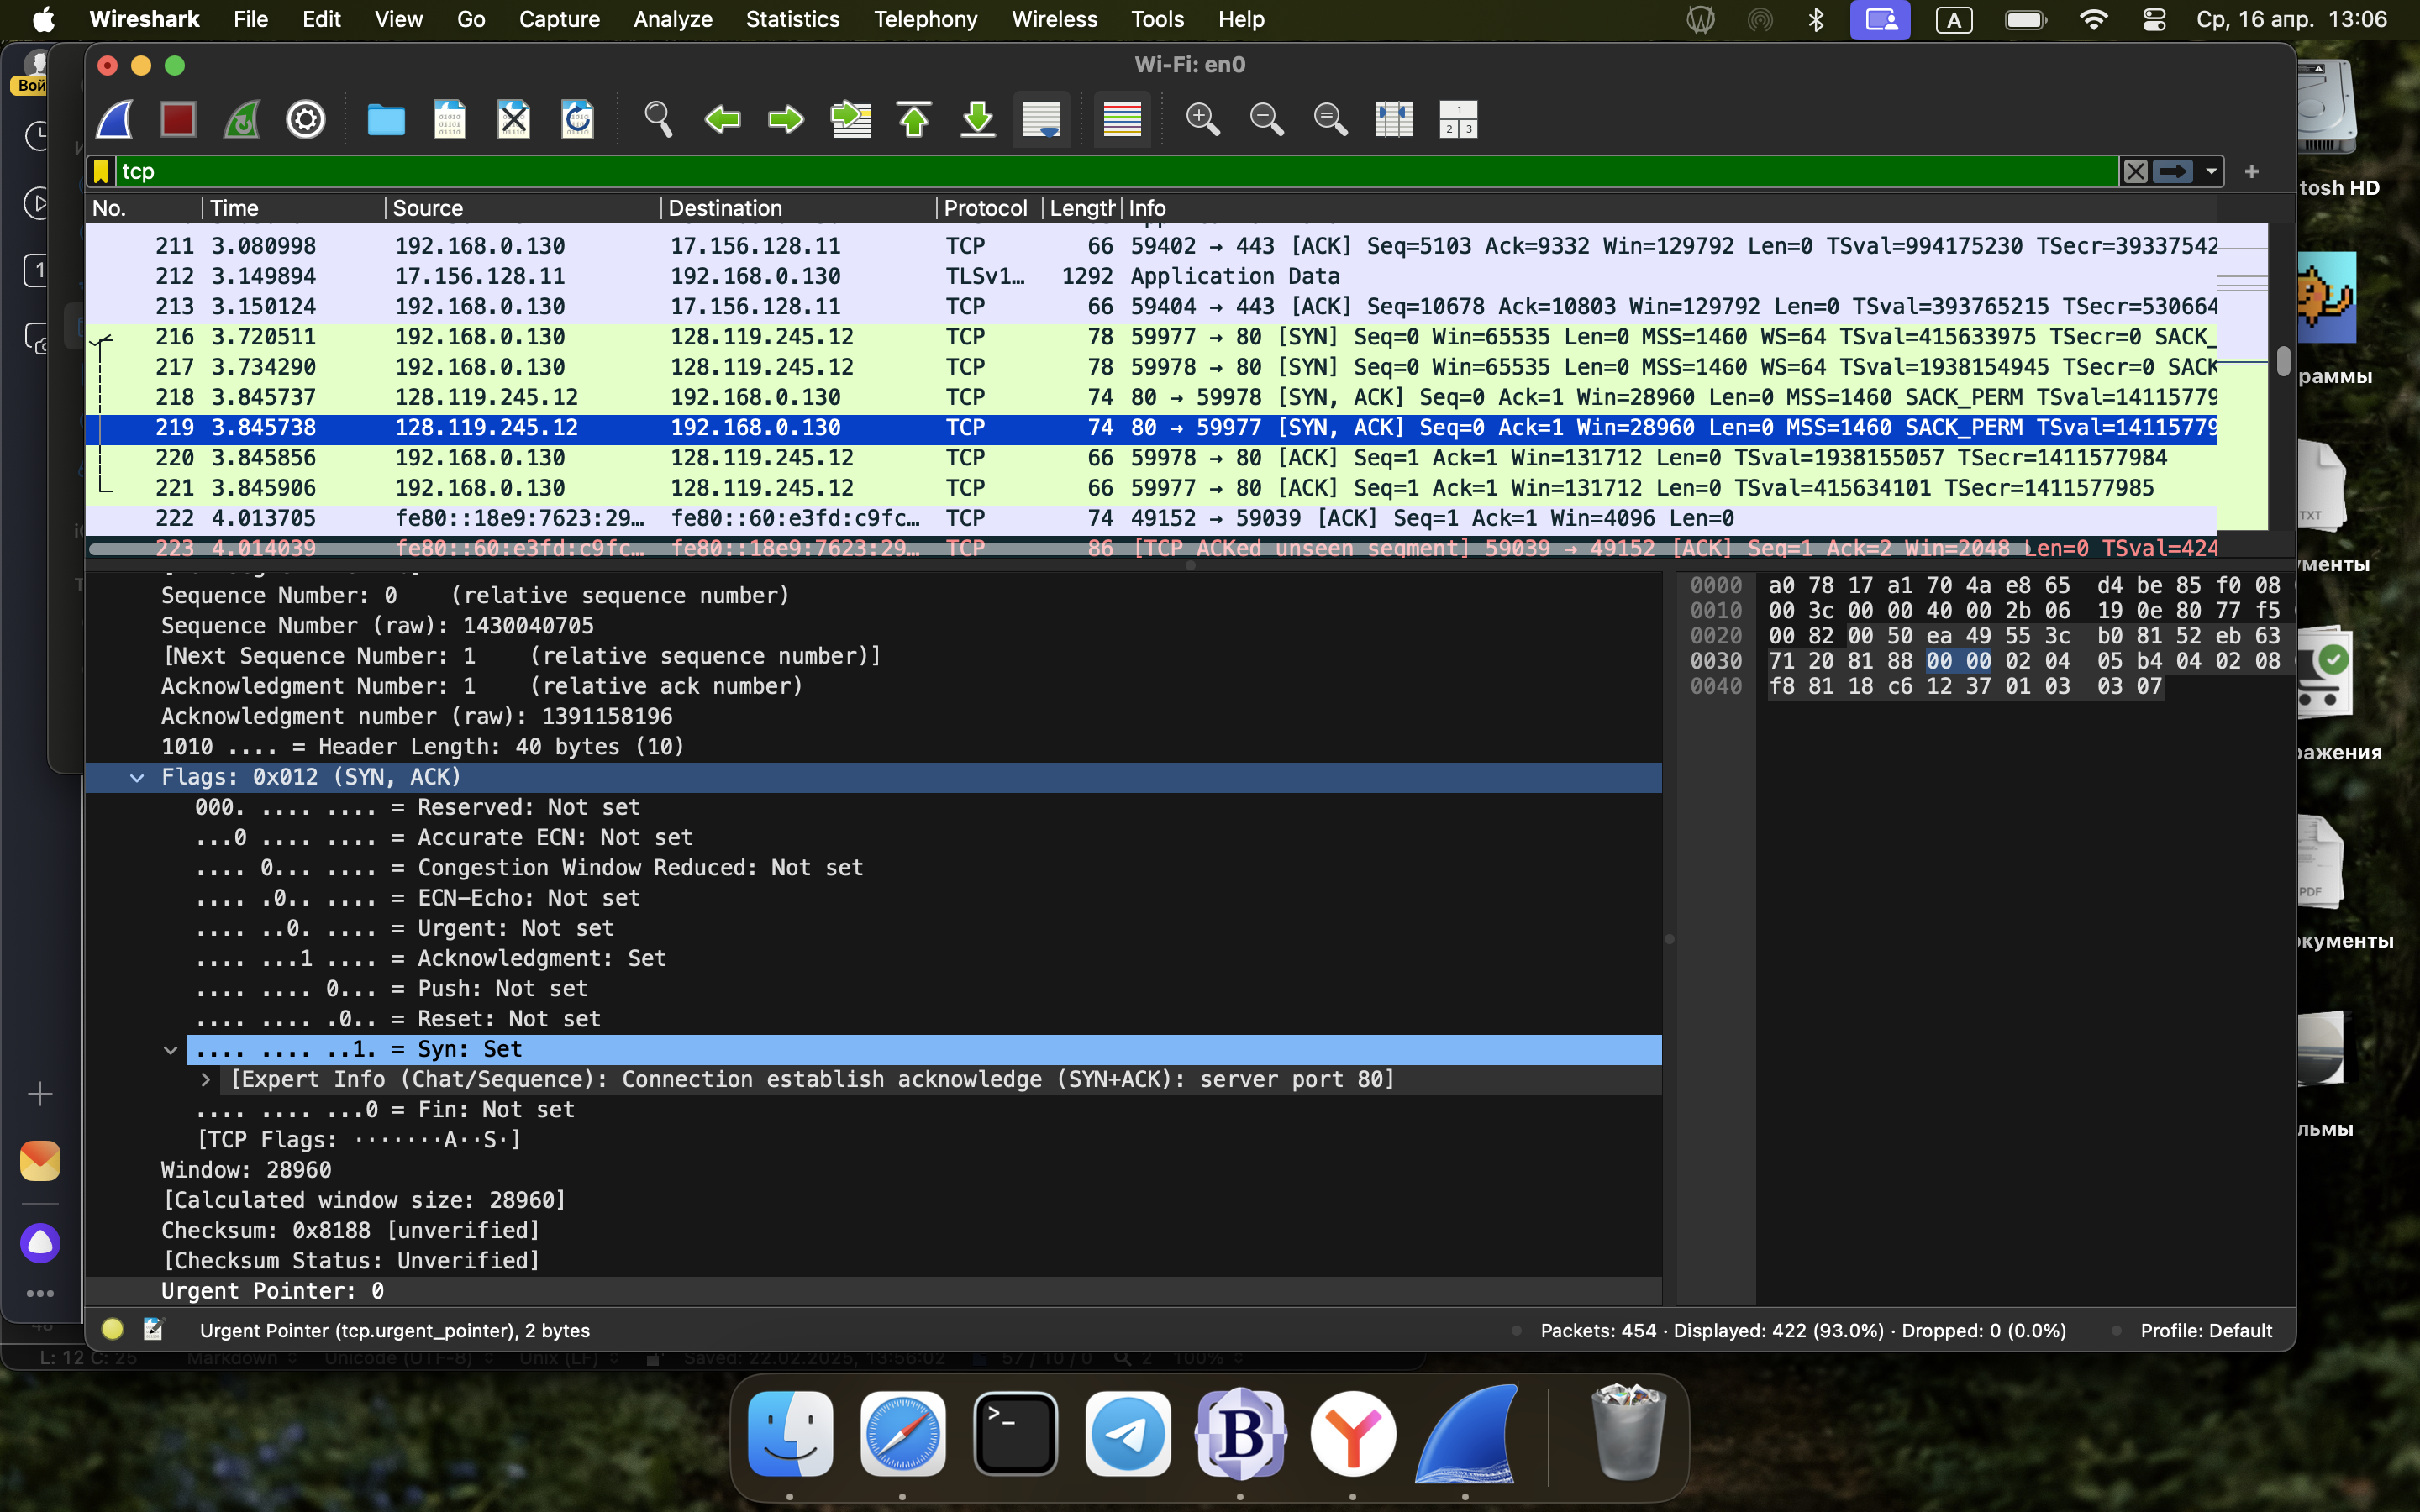 Wireshark File Edit View Go Capture Analyze Statistics Telephony Wireless Tools Help A Ср, 16 апр. 13:06
Wi-Fi: en0
Вой
tcp
No. Time Source Destination Protocol Length Info
211 3.080998 192.168.0.130 17.156.128.11 TCP 66 59402 → 443 [ACK] Seq=5103 Ack=9332 Win=129792 Len=0 TSval=994175230 TSecr=39337542
212 3.149894 17.156.128.11 192.168.0.130 TLSv1… 1292 Application Data
213 3.150124 192.168.0.130 17.156.128.11 TCP 66 59404 → 443 [ACK] Seq=10678 Ack=10803 Win=129792 Len=0 TSval=393765215 TSecr=530664
216 3.720511 192.168.0.130 128.119.245.12 TCP 78 59977 → 80 [SYN] Seq=0 Win=65535 Len=0 MSS=1460 WS=64 TSval=415633975 TSecr=0 SACK_
217 3.734290 192.168.0.130 128.119.245.12 TCP 78 59978 → 80 [SYN] Seq=0 Win=65535 Len=0 MSS=1460 WS=64 TSval=1938154945 TSecr=0 SACK
218 3.845737 128.119.245.12 192.168.0.130 TCP 74 80 → 59978 [SYN, ACK] Seq=0 Ack=1 Win=28960 Len=0 MSS=1460 SACK_PERM TSval=14115779
219 3.845738 128.119.245.12 192.168.0.130 TCP 74 80 → 59977 [SYN, ACK] Seq=0 Ack=1 Win=28960 Len=0 MSS=1460 SACK_PERM TSval=14115779
220 3.845856 192.168.0.130 128.119.245.12 TCP 66 59978 → 80 [ACK] Seq=1 Ack=1 Win=131712 Len=0 TSval=1938155057 TSecr=1411577984
221 3.845906 192.168.0.130 128.119.245.12 TCP 66 59977 → 80 [ACK] Seq=1 Ack=1 Win=131712 Len=0 TSval=415634101 TSecr=1411577985
222 4.013705 fe80::18e9:7623:29… fe80::60:e3fd:c9fc… TCP 74 49152 → 59039 [ACK] Seq=1 Ack=1 Win=4096 Len=0
223 4.014039 fe80::60:e3fd:c9fc… fe80::18e9:7623:29… TCP 86 [TCP ACKed unseen segment] 59039 → 49152 [ACK] Seq=1 Ack=2 Win=2048 Len=0 TSval=424
Sequence Number: 0 (relative sequence number)
Sequence Number (raw): 1430040705
[Next Sequence Number: 1 (relative sequence number)]
Acknowledgment Number: 1 (relative ack number)
Acknowledgment number (raw): 1391158196
1010 .... = Header Length: 40 bytes (10)
Flags: 0x012 (SYN, ACK)
000. .... .... = Reserved: Not set
...0 .... .... = Accurate ECN: Not set
.... 0... .... = Congestion Window Reduced: Not set
.... .0.. .... = ECN-Echo: Not set
.... ..0. .... = Urgent: Not set
.... ...1 .... = Acknowledgment: Set
.... .... 0... = Push: Not set
.... .... .0.. = Reset: Not set
.... .... ..1. = Syn: Set
[Expert Info (Chat/Sequence): Connection establish acknowledge (SYN+ACK): server port 80]
.... .... ...0 = Fin: Not set
[TCP Flags: ·······A··S·]
Window: 28960
[Calculated window size: 28960]
Checksum: 0x8188 [unverified]
[Checksum Status: Unverified]
Urgent Pointer: 0
0000 a0 78 17 a1 70 4a e8 65 d4 be 85 f0 08
0010 00 3c 00 00 40 00 2b 06 19 0e 80 77 f5
0020 00 82 00 50 ea 49 55 3c b0 81 52 eb 63
0030 71 20 81 88 00 00 02 04 05 b4 04 02 08
0040 f8 81 18 c6 12 37 01 03 03 07
Urgent Pointer (tcp.urgent_pointer), 2 bytes Packets: 454 · Displayed: 422 (93.0%) · Dropped: 0 (0.0%) Profile: Default
L: 12 C: 25 Markdown Unicode (UTF-8) Unix (LF) Saved: 22.02.2025, 13:56:02 57 / 10 / 0 2 100%
tosh HD
раммы
TXT
менты
ражения
PDF
кументы
льмы